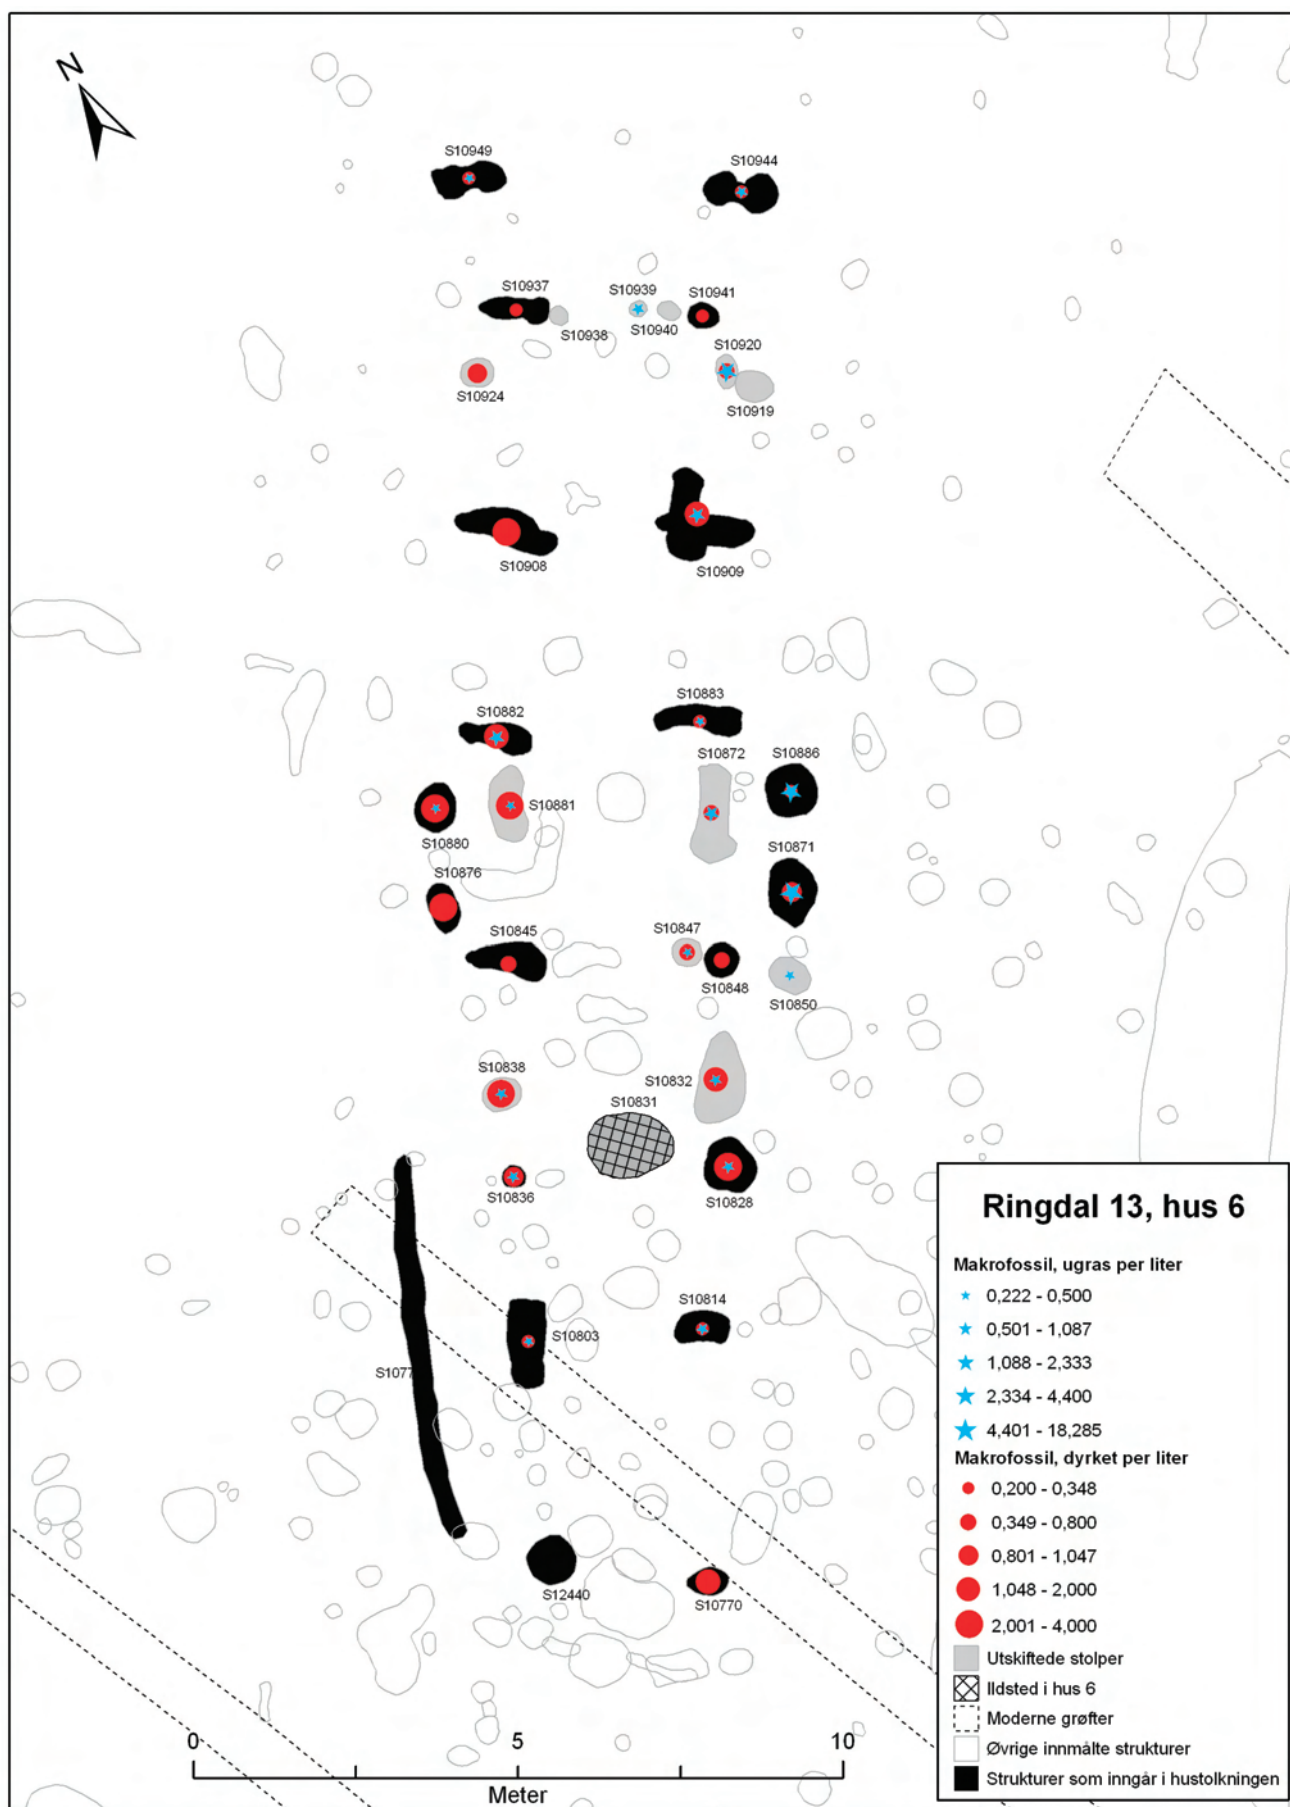 N
S10949
S10944
S10937
S10939
S10941
S10938
S10940
S10920
S10924
S10919
S10908
S10909
S10883
S10882
S10872
S10886
S10881
S10880
S10871
S10876
S10845
S10847
S10848
S10850
S10838
S10832
S10831
S10836
S10828
S10814
S10803
S1077
S12440
S10770
0 5 10
Meter
Ringdal 13, hus 6
Makrofossil, ugras per liter
0,222 - 0,500
0,501 - 1,087
1,088 - 2,333
2,334 - 4,400
4,401 - 18,285
Makrofossil, dyrket per liter
0,200 - 0,348
0,349 - 0,800
0,801 - 1,047
1,048 - 2,000
2,001 - 4,000
Utskiftede stolper
Ildsted i hus 6
Moderne grøfter
Øvrige innmålte strukturer
Strukturer som inngår i hustolkningen